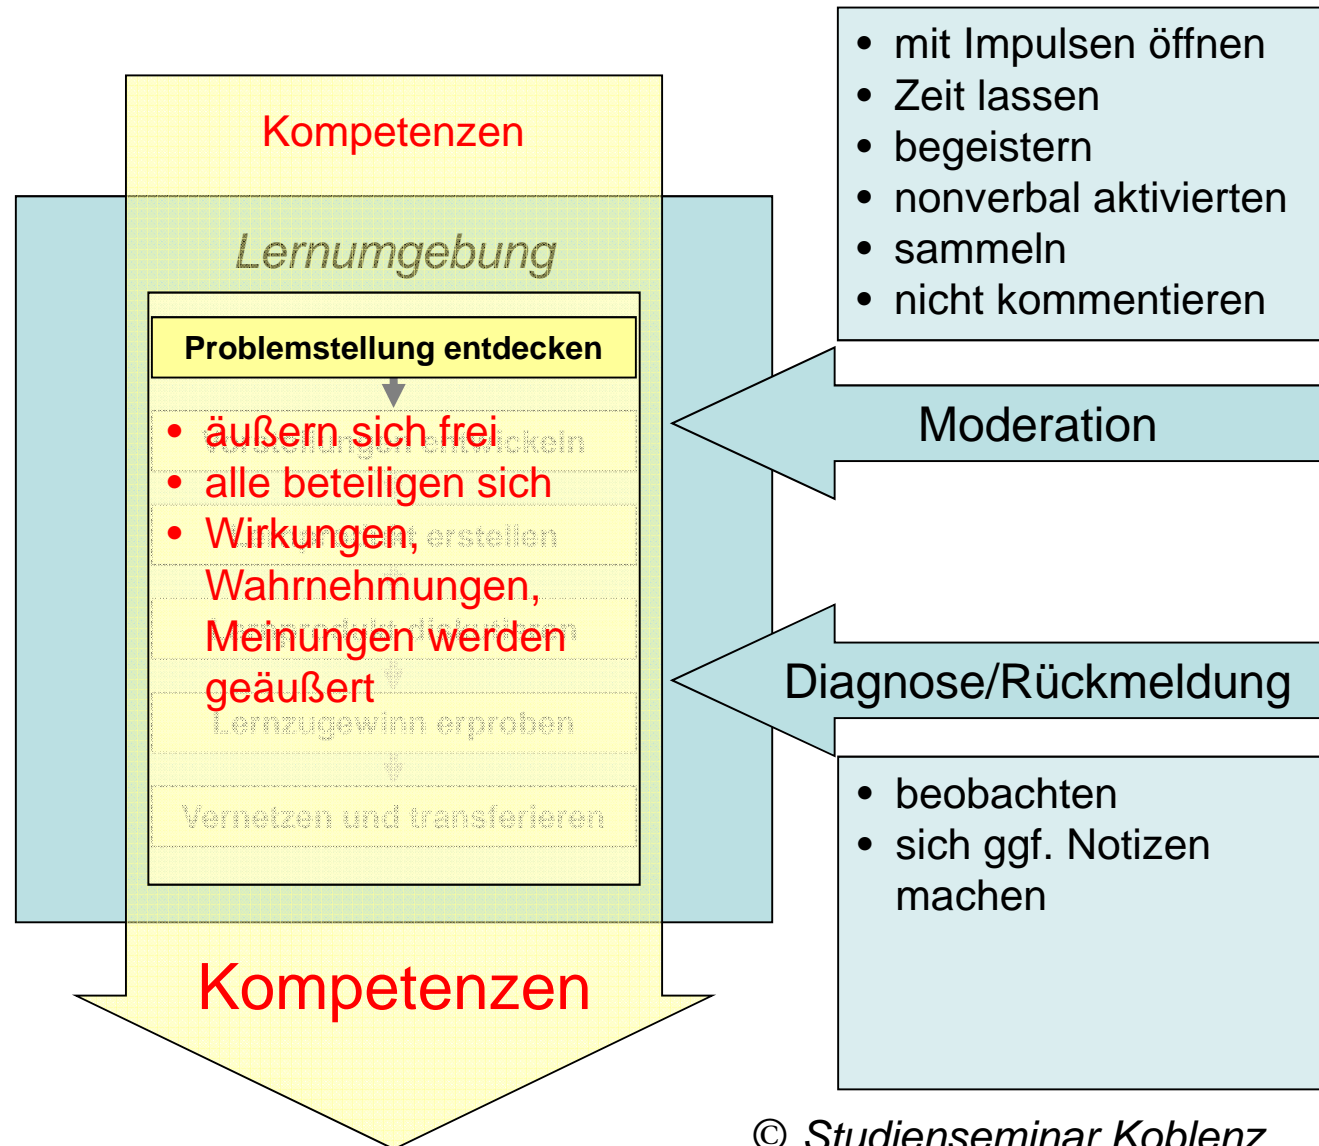 Kompetenzen
Lernumgebung
Problemstellung entdecken
• äußern sich frei
• alle beteiligen sich
• Wirkungen,
Wahrnehmungen,
Meinungen werden
geäußert
entwickeln
erstellen
Lernzugewinn erproben
Vernetzen und transferieren
Kompetenzen
• mit Impulsen öffnen
• Zeit lassen
• begeistern
• nonverbal aktivierten
• sammeln
• nicht kommentieren
Moderation
Diagnose/Rückmeldung
• beobachten
• sich ggf. Notizen
machen
© Studienseminar Koblenz